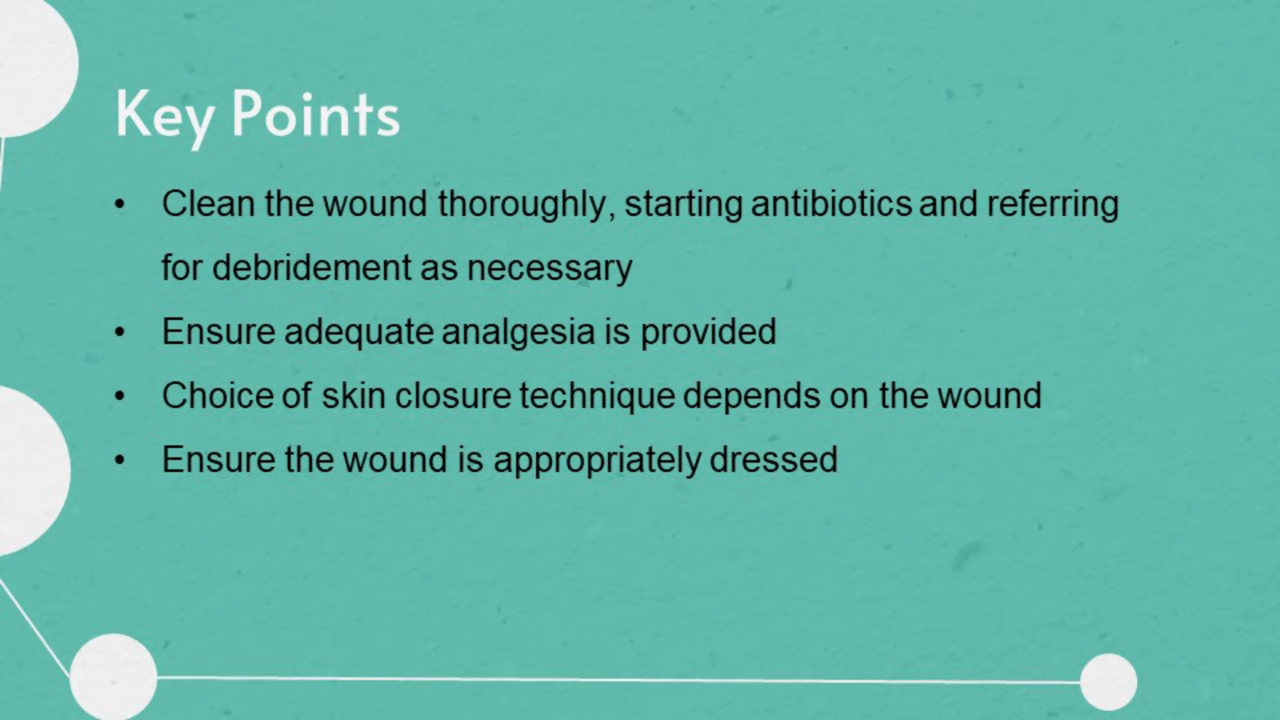 Key Points
• Clean the wound thoroughly, starting antibiotics and referring
for debridement as necessary
• Ensure adequate analgesia is provided
• Choice of skin closure technique depends on the wound
• Ensure the wound is appropriately dressed